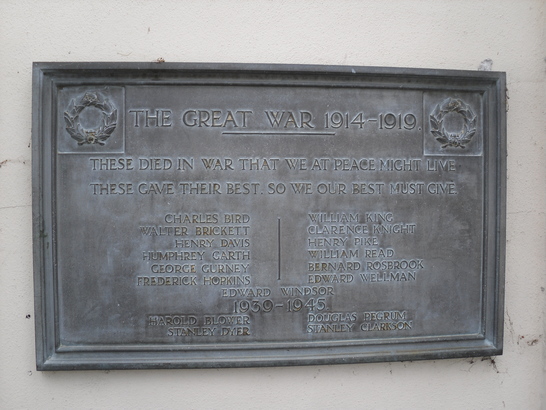 THE GREAT WAR 1914-1919.
THESE DIED IN WAR THAT WE AT PEACE MIGHT LIVE
THESE GAVE THEIR BEST, SO WE OUR BEST MUST GIVE
CHARLES BIRD
WALTER BRICKETT
HENRY DAVIS
HUMPHREY GARTH
GEORGE GURNEY
FREDERICK HOPKINS
WILLIAM KING
CLARENCE KNIGHT
HENRY PIKE
WILLIAM READ
BERNARD ROSBROOK
EDWARD WELLMAN
EDWARD WINDSOR
1939-1945
HAROLD BLOWER
STANLEY DYER
DOUGLAS PEGRUM
STANLEY CLARKSON